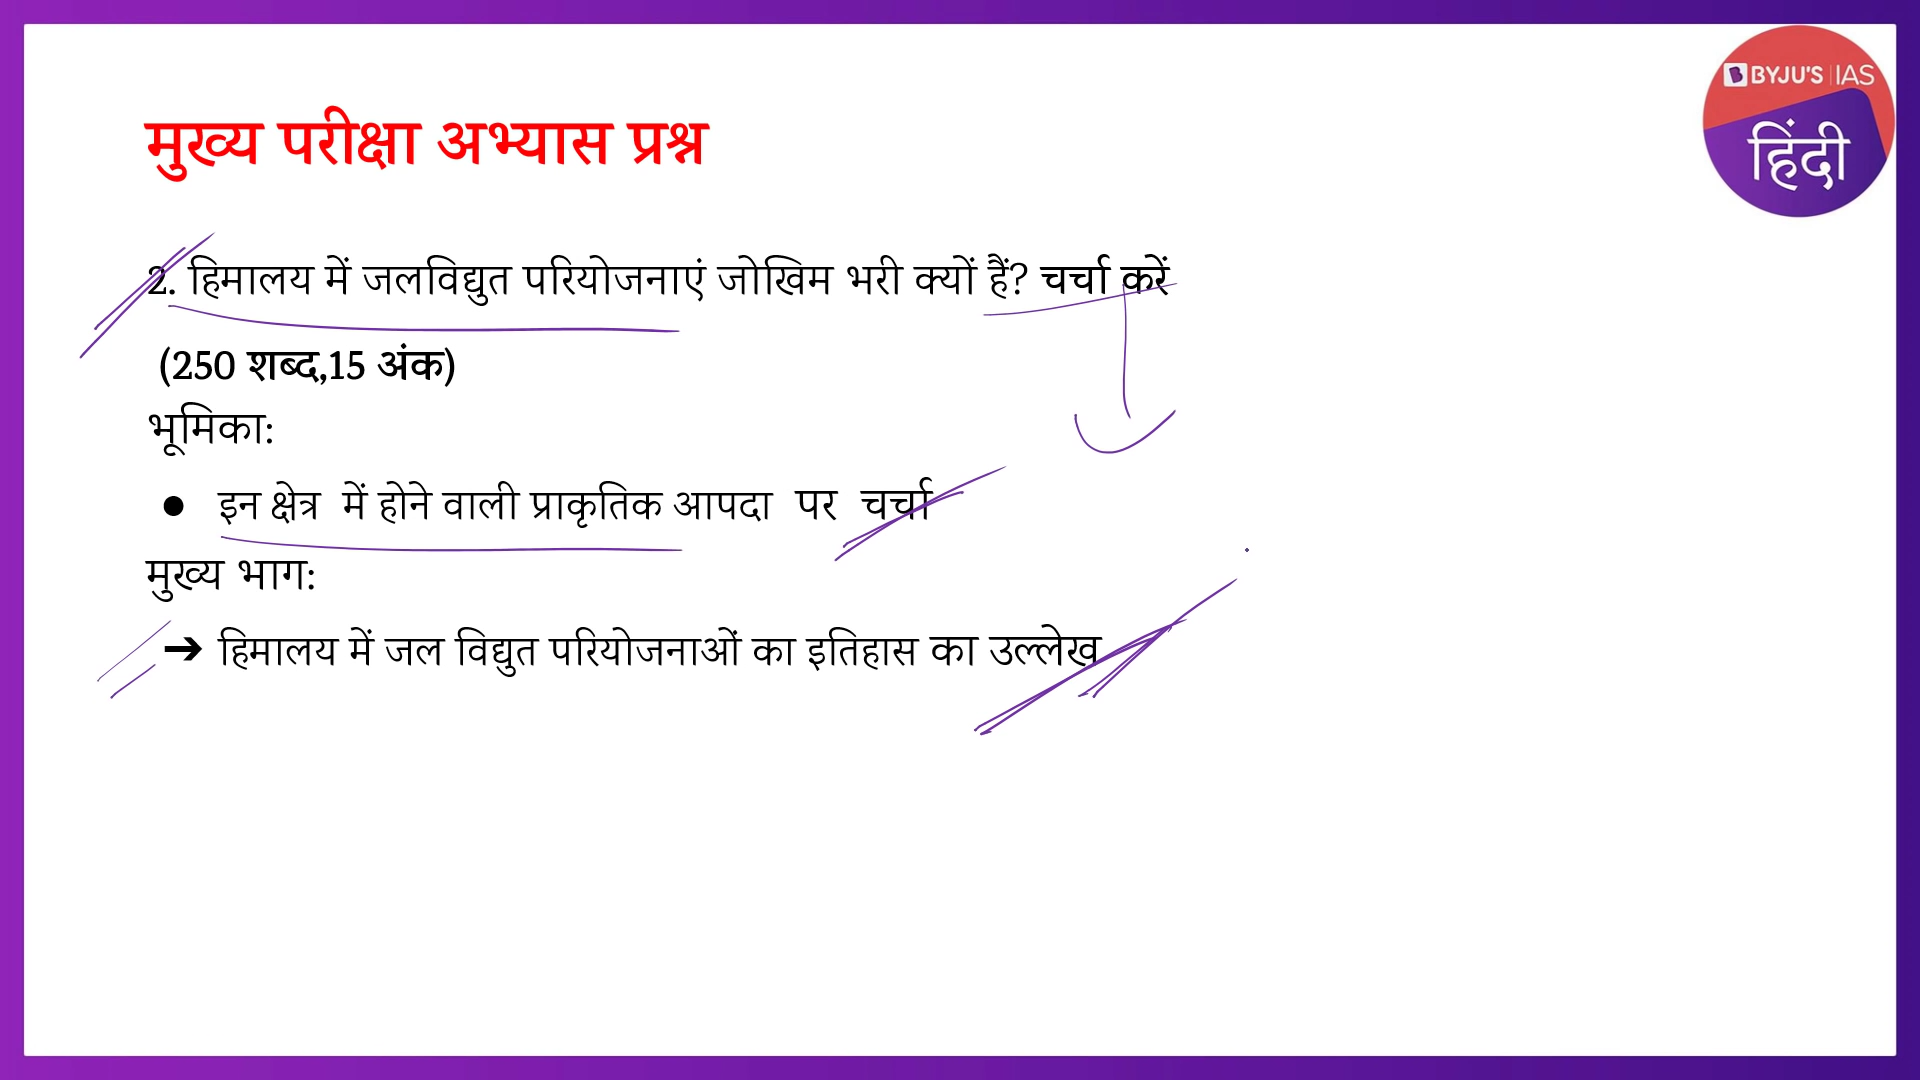 BYJU'S IAS
हिंदी
मुख्य परीक्षा अभ्यास प्रश्न
2. हिमालय में जलविद्युत परियोजनाएं जोखिम भरी क्यों हैं? चर्चा करें
(250 शब्द,15 अंक)
भूमिका:
● इन क्षेत्र में होने वाली प्राकृतिक आपदा पर चर्चा
मुख्य भाग:
➔ हिमालय में जल विद्युत परियोजनाओं का इतिहास का उल्लेख